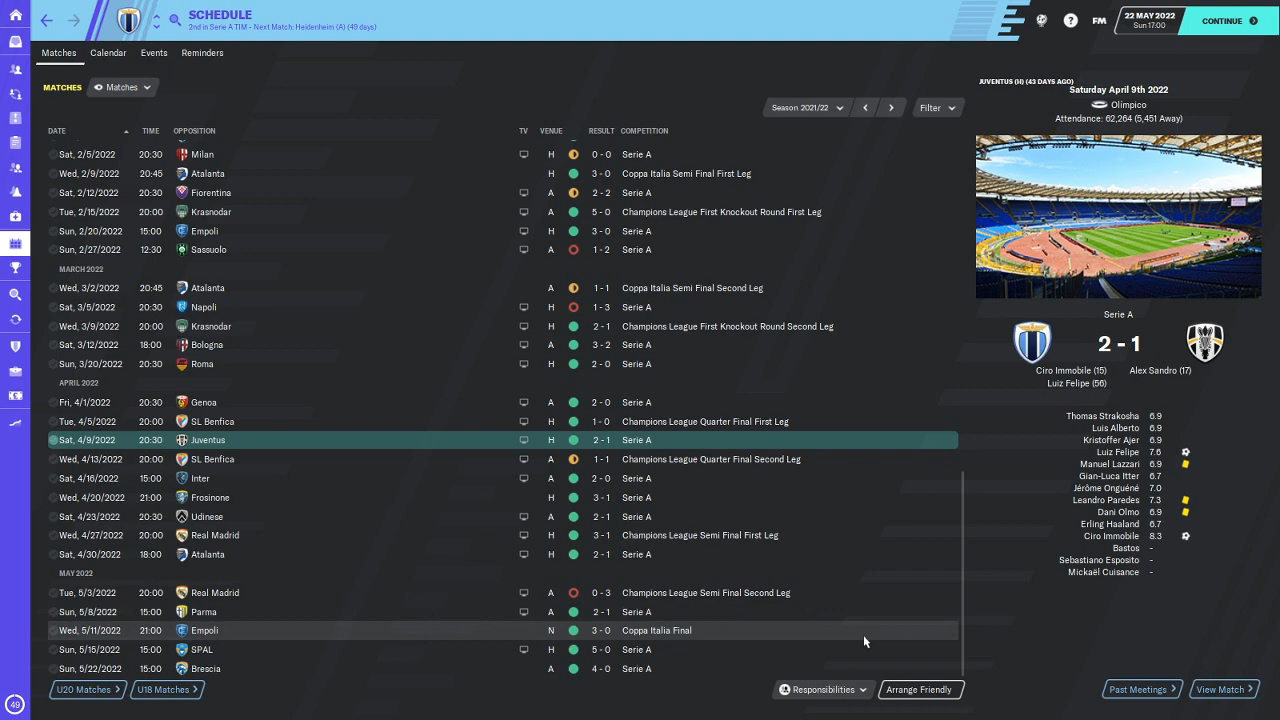 SCHEDULE
2nd in Serie A TIM - Next Match: Heidenheim (A) (49 days)
FM
22 MAY 2022
Sun 17:00
CONTINUE
Matches Calendar Events Reminders
MATCHES Matches
Season 2021/22 Filter
DATE TIME OPPOSITION TV VENUE RESULT COMPETITION
Sat, 2/5/2022 20:30 Milan H 0 - 0 Serie A
Wed, 2/9/2022 20:45 Atalanta H 3 - 0 Coppa Italia Semi Final First Leg
Sat, 2/12/2022 20:30 Fiorentina A 2 - 2 Serie A
Tue, 2/15/2022 20:00 Krasnodar A 5 - 0 Champions League First Knockout Round First Leg
Sun, 2/20/2022 15:00 Empoli H 3 - 0 Serie A
Sun, 2/27/2022 12:30 Sassuolo A 1 - 2 Serie A
MARCH 2022
Wed, 3/2/2022 20:45 Atalanta A 1 - 1 Coppa Italia Semi Final Second Leg
Sat, 3/5/2022 20:30 Napoli H 1 - 3 Serie A
Wed, 3/9/2022 20:00 Krasnodar H 2 - 1 Champions League First Knockout Round Second Leg
Sat, 3/12/2022 18:00 Bologna A 3 - 2 Serie A
Sun, 3/20/2022 20:30 Roma H 2 - 0 Serie A
APRIL 2022
Fri, 4/1/2022 20:30 Genoa A 2 - 0 Serie A
Tue, 4/5/2022 20:00 SL Benfica H 1 - 0 Champions League Quarter Final First Leg
Sat, 4/9/2022 20:30 Juventus H 2 - 1 Serie A
Wed, 4/13/2022 20:00 SL Benfica A 1 - 1 Champions League Quarter Final Second Leg
Sat, 4/16/2022 15:00 Inter A 2 - 0 Serie A
Wed, 4/20/2022 21:00 Frosinone H 3 - 1 Serie A
Sat, 4/23/2022 20:30 Udinese A 2 - 1 Serie A
Wed, 4/27/2022 20:00 Real Madrid H 3 - 1 Champions League Semi Final First Leg
Sat, 4/30/2022 18:00 Atalanta H 2 - 1 Serie A
MAY 2022
Tue, 5/3/2022 20:00 Real Madrid A 0 - 3 Champions League Semi Final Second Leg
Sun, 5/8/2022 15:00 Parma A 2 - 1 Serie A
Wed, 5/11/2022 21:00 Empoli N 3 - 0 Coppa Italia Final
Sun, 5/15/2022 15:00 SPAL H 5 - 0 Serie A
Sun, 5/22/2022 15:00 Brescia A 4 - 0 Serie A
U20 Matches U18 Matches Responsibilities Arrange Friendly
49
JUVENTUS (H) (43 DAYS AGO)
Saturday April 9th 2022
Olímpico
Attendance: 62,264 (5,451 Away)
Serie A
2 - 1
Ciro Immobile (15) Alex Sandro (17)
Luiz Felipe (56)
Thomas Strakosha 6.9
Luis Alberto 6.9
Kristoffer Ajer 6.9
Luiz Felipe 7.6
Manuel Lazzari 6.9
Gian-Luca Itter 6.7
Jérôme Onguéné 7.0
Leandro Paredes 7.3
Dani Olmo 6.9
Erling Haaland 6.7
Ciro Immobile 8.3
Bastos -
Sebastiano Esposito -
Mickaël Cuisance -
Past Meetings View Match